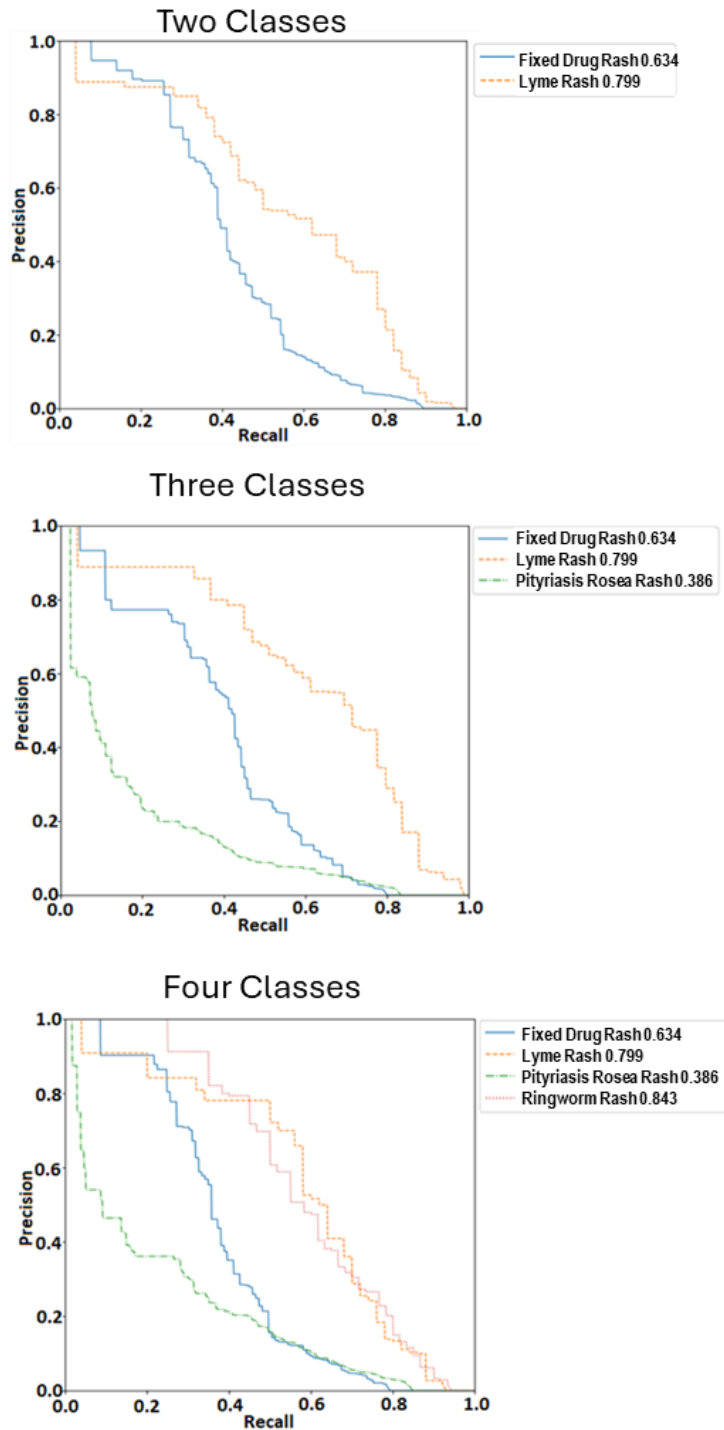 Two Classes
1.0
Fixed Drug Rash 0.634
Lyme Rash 0.799
0.8
0.6
Precision
0.4
0.2
0.0
0.0 0.2 0.4 0.6 0.8 1.0
Recall
Three Classes
1.0
Fixed Drug Rash 0.634
Lyme Rash 0.799
Pityriasis Rosea Rash 0.386
0.8
0.6
Precision
0.4
0.2
0.0
0.0 0.2 0.4 0.6 0.8 1.0
Recall
Four Classes
1.0
Fixed Drug Rash 0.634
Lyme Rash 0.799
Pityriasis Rosea Rash 0.386
Ringworm Rash 0.843
0.8
0.6
Precision
0.4
0.2
0.0
0.0 0.2 0.4 0.6 0.8 1.0
Recall